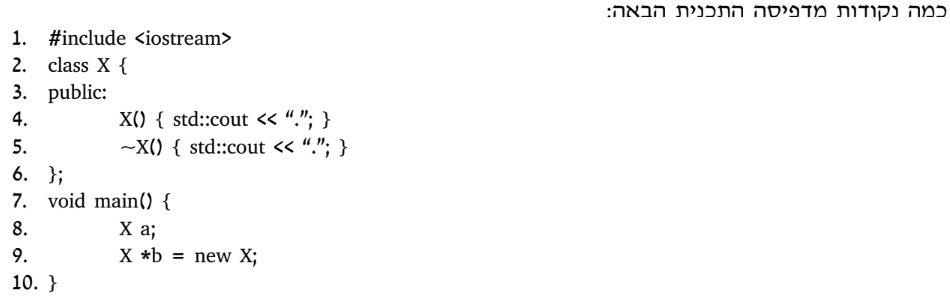 כמה נקודות מדפיסה התכנית הבאה:
1. #include <iostream>
2. class X {
3. public:
4. X() { std::cout << “.”; }
5. ~X() { std::cout << “.”; }
6. };
7. void main() {
8. X a;
9. X *b = new X;
10. }